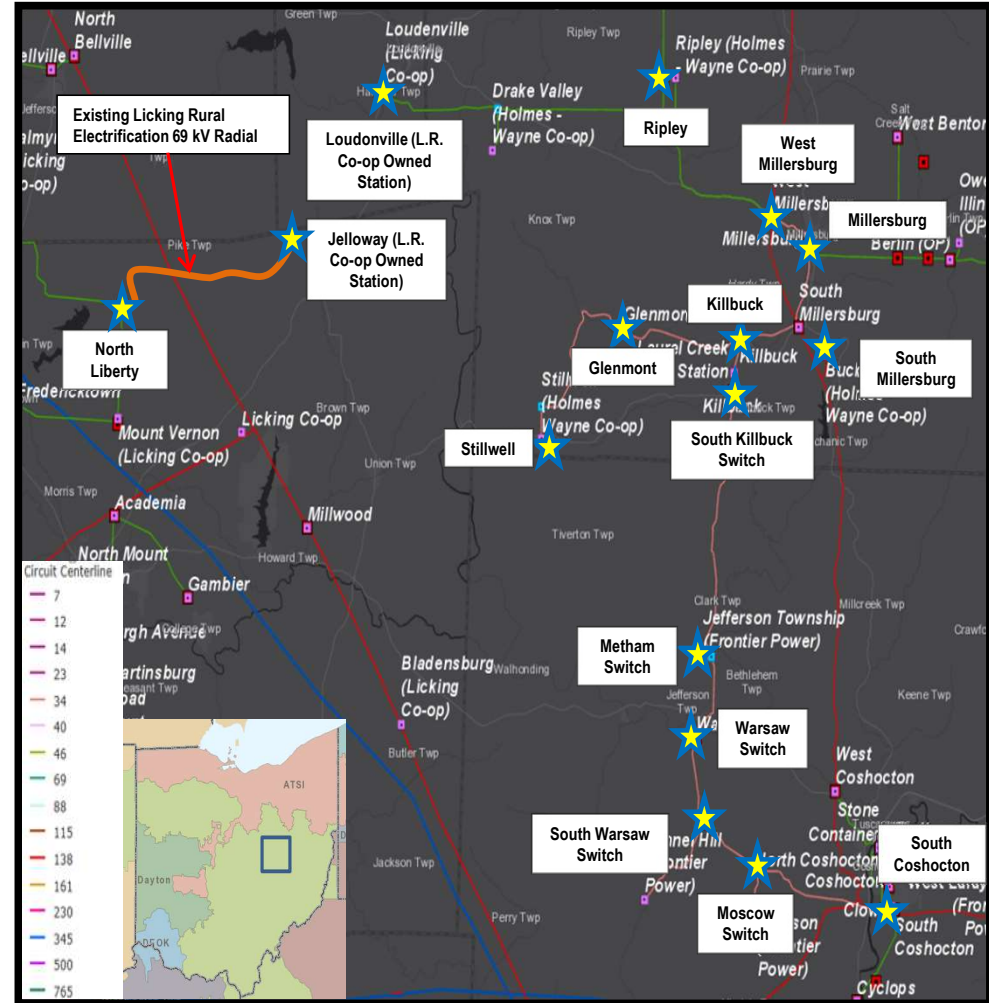 North
Bellville
ellville
Green Twp
Loudenville
(Licking
Co-op)
Ripley Twp
Ripley (Holmes
- Wayne Co-op)
Prairie Twp
Drake Valley
(Holmes -
Wayne Co-op)
Existing Licking Rural
Electrification 69 kV Radial
Loudonville (L.R.
Co-op Owned
Station)
Ripley
Salt
West Benton
West
Millersburg
Knox Twp
Millersburg
Berlin (OP)
Pike Twp
Jelloway (L.R.
Co-op Owned
Station)
Hardy Twp
South
Millersburg
Killbuck
Killbuck
Glenmont
Station
North
Liberty
South
Millersburg
(Holmes
Wayne Co-op)
Wayne Co-op)
Fredericktown
Brown Twp
Licking Co-op
Mount Vernon
(Licking Co-op)
South Killbuck
Switch
Stillwell
Union Twp
Morris Twp
Academia
Millwood
Tiverton Twp
North Mount
Howard Twp
Gambier
Clark Twp
Millcreek Twp
Jefferson Township
(Frontier Power)
Metham
Switch
Bladensburg
(Licking
Co-op)
Walhonding
Bethlehem
Twp
Keene Twp
Jefferson
Twp
Warsaw
Switch
Butler Twp
West
Coshocton
Stone
Container
South Warsaw
Switch
South
Coshocton
Jackson Twp
Power)
North Coshocton
Coshocton
Moscow
Switch
South
Coshocton
Perry Twp
Power)
Cyclops
Circuit Centerline
7
12
14
23
34
40
46
69
88
115
138
161
230
345
500
765
ATSI
Dayton
DEOK